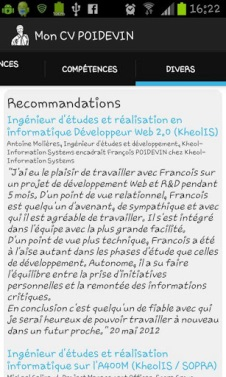 16:22
Mon CV POIDEVIN
NCES
COMPÉTENCES
DIVERS
Recommandations
Ingénieur d'études et réalisation en
informatique Développeur Web 2,0 (KheolIS)
Antoine Mollières, Ingénieur d'études et développement, Kheol-
Information Systems encadrait François POIDEVIN chez Kheol-
Information Systems
"J'ai eu le plaisir de travailler avec Francois sur
un projet de développement Web et R&D pendant
5 mois. D'un point de vue relationnel, Francois
est quelqu'un d'avenant, de sympathique et avec
qui il est agréable de travailler. Il s'est intégré
dans l'équipe avec la plus grande facilité.
D'un point de vue plus technique, Francois a été
à l'aise autant dans les phases d'étude que celles
de développement. Autonome, il a su faire
l'équilibre entre la prise d'initiatives
personnelles et la remontée des informations
critiques.
En conclusion c'est quelqu'un de fiable avec qui
je serai heureux de pouvoir travailler à nouveau
dans un futur proche." 20 mai 2012
Ingénieur d'études et réalisation
informatique sur l'A400M (KheolIS / SOPRA)